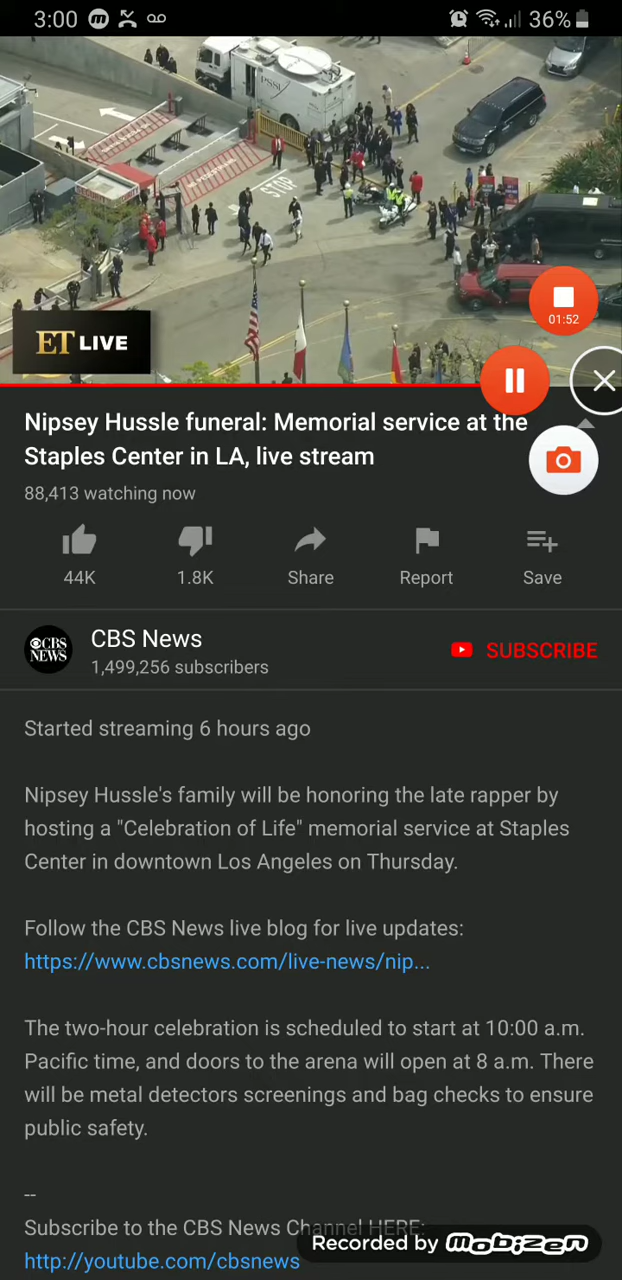 3:00
36%
PSSI
STOP
ET LIVE
01:52
Nipsey Hussle funeral: Memorial service at the
Staples Center in LA, live stream
88,413 watching now
44K 1.8K Share Report Save
CBS NEWS
CBS News
1,499,256 subscribers
SUBSCRIBE
Started streaming 6 hours ago
Nipsey Hussle's family will be honoring the late rapper by
hosting a "Celebration of Life" memorial service at Staples
Center in downtown Los Angeles on Thursday.
Follow the CBS News live blog for live updates:
https://www.cbsnews.com/live-news/nip...
The two-hour celebration is scheduled to start at 10:00 a.m.
Pacific time, and doors to the arena will open at 8 a.m. There
will be metal detectors screenings and bag checks to ensure
public safety.
--
Subscribe to the CBS News Channel HERE:
Recorded by mobizen
http://youtube.com/cbsnews